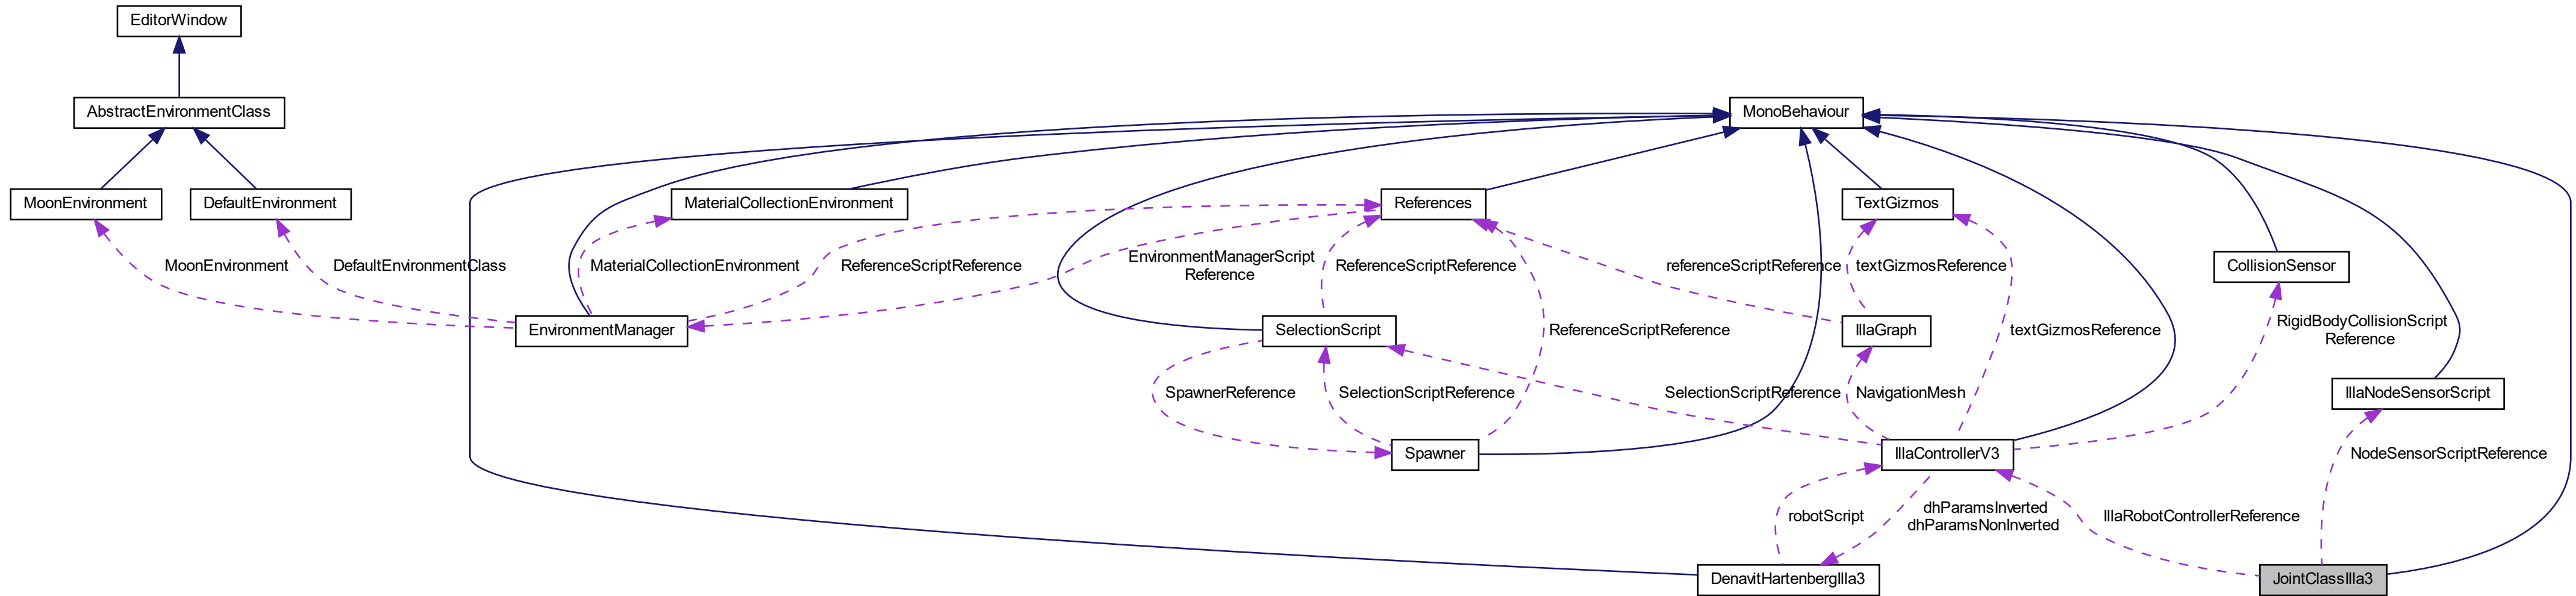 EditorWindow
AbstractEnvironmentClass
MonoBehaviour
MoonEnvironment
DefaultEnvironment
MaterialCollectionEnvironment
References
TextGizmos
MoonEnvironment
DefaultEnvironmentClass
MaterialCollectionEnvironment
ReferenceScriptReference
EnvironmentManagerScript
Reference
ReferenceScriptReference
referenceScriptReference
textGizmosReference
CollisionSensor
EnvironmentManager
SelectionScript
ReferenceScriptReference
IllaGraph
textGizmosReference
RigidBodyCollisionScript
Reference
SpawnerReference
SelectionScriptReference
SelectionScriptReference
NavigationMesh
IllaNodeSensorScript
Spawner
IllaControllerV3
NodeSensorScriptReference
robotScript
dhParamsInverted
dhParamsNonInverted
IllaRobotControllerReference
DenavitHartenbergIlla3
JointClassIlla3